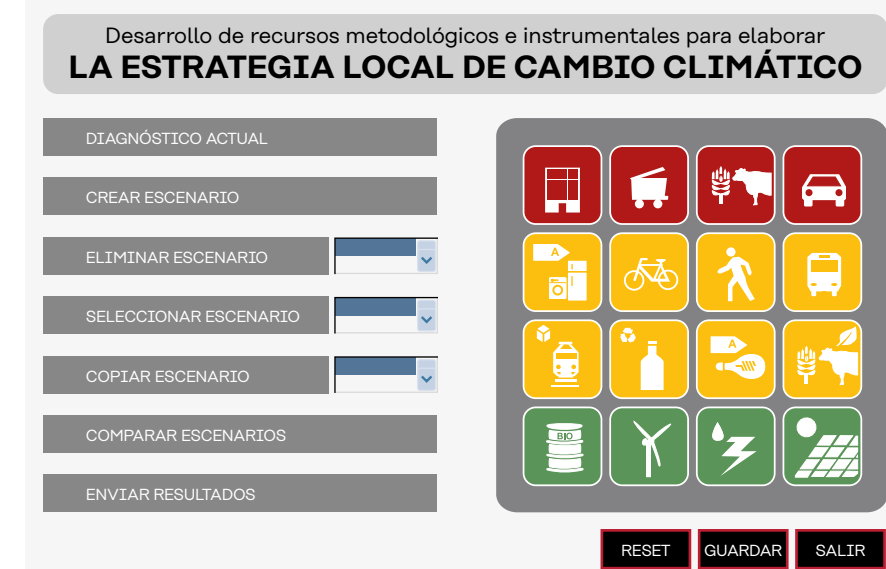 Desarrollo de recursos metodológicos e instrumentales para elaborar
LA ESTRATEGIA LOCAL DE CAMBIO CLIMÁTICO
DIAGNÓSTICO ACTUAL
CREAR ESCENARIO
ELIMINAR ESCENARIO
SELECCIONAR ESCENARIO
COPIAR ESCENARIO
COMPARAR ESCENARIOS
ENVIAR RESULTADOS
A
A
BIO
RESET
GUARDAR
SALIR